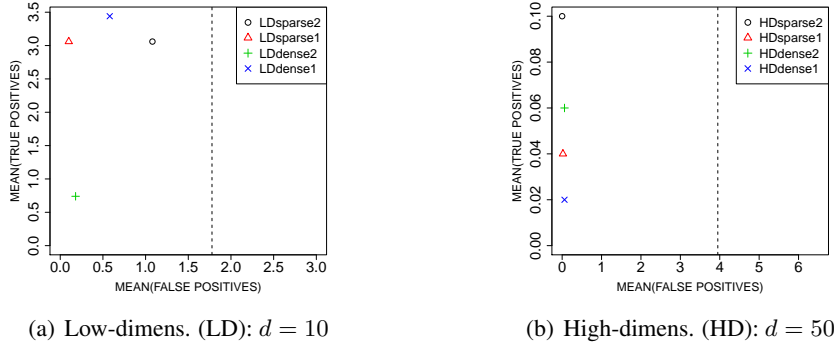 MEAN(TRUE POSITIVES)
0.0 0.5 1.0 1.5 2.0 2.5 3.0 3.5
LDsparse2
LDsparse1
LDdense2
LDdense1
0.0 0.5 1.0 1.5 2.0 2.5 3.0
MEAN(FALSE POSITIVES)
(a) Low-dimens. (LD): d = 10
MEAN(TRUE POSITIVES)
0.00 0.02 0.04 0.06 0.08 0.10
HDsparse2
HDsparse1
HDdense2
HDdense1
0 1 2 3 4 5 6
MEAN(FALSE POSITIVES)
(b) High-dimens. (HD): d = 50